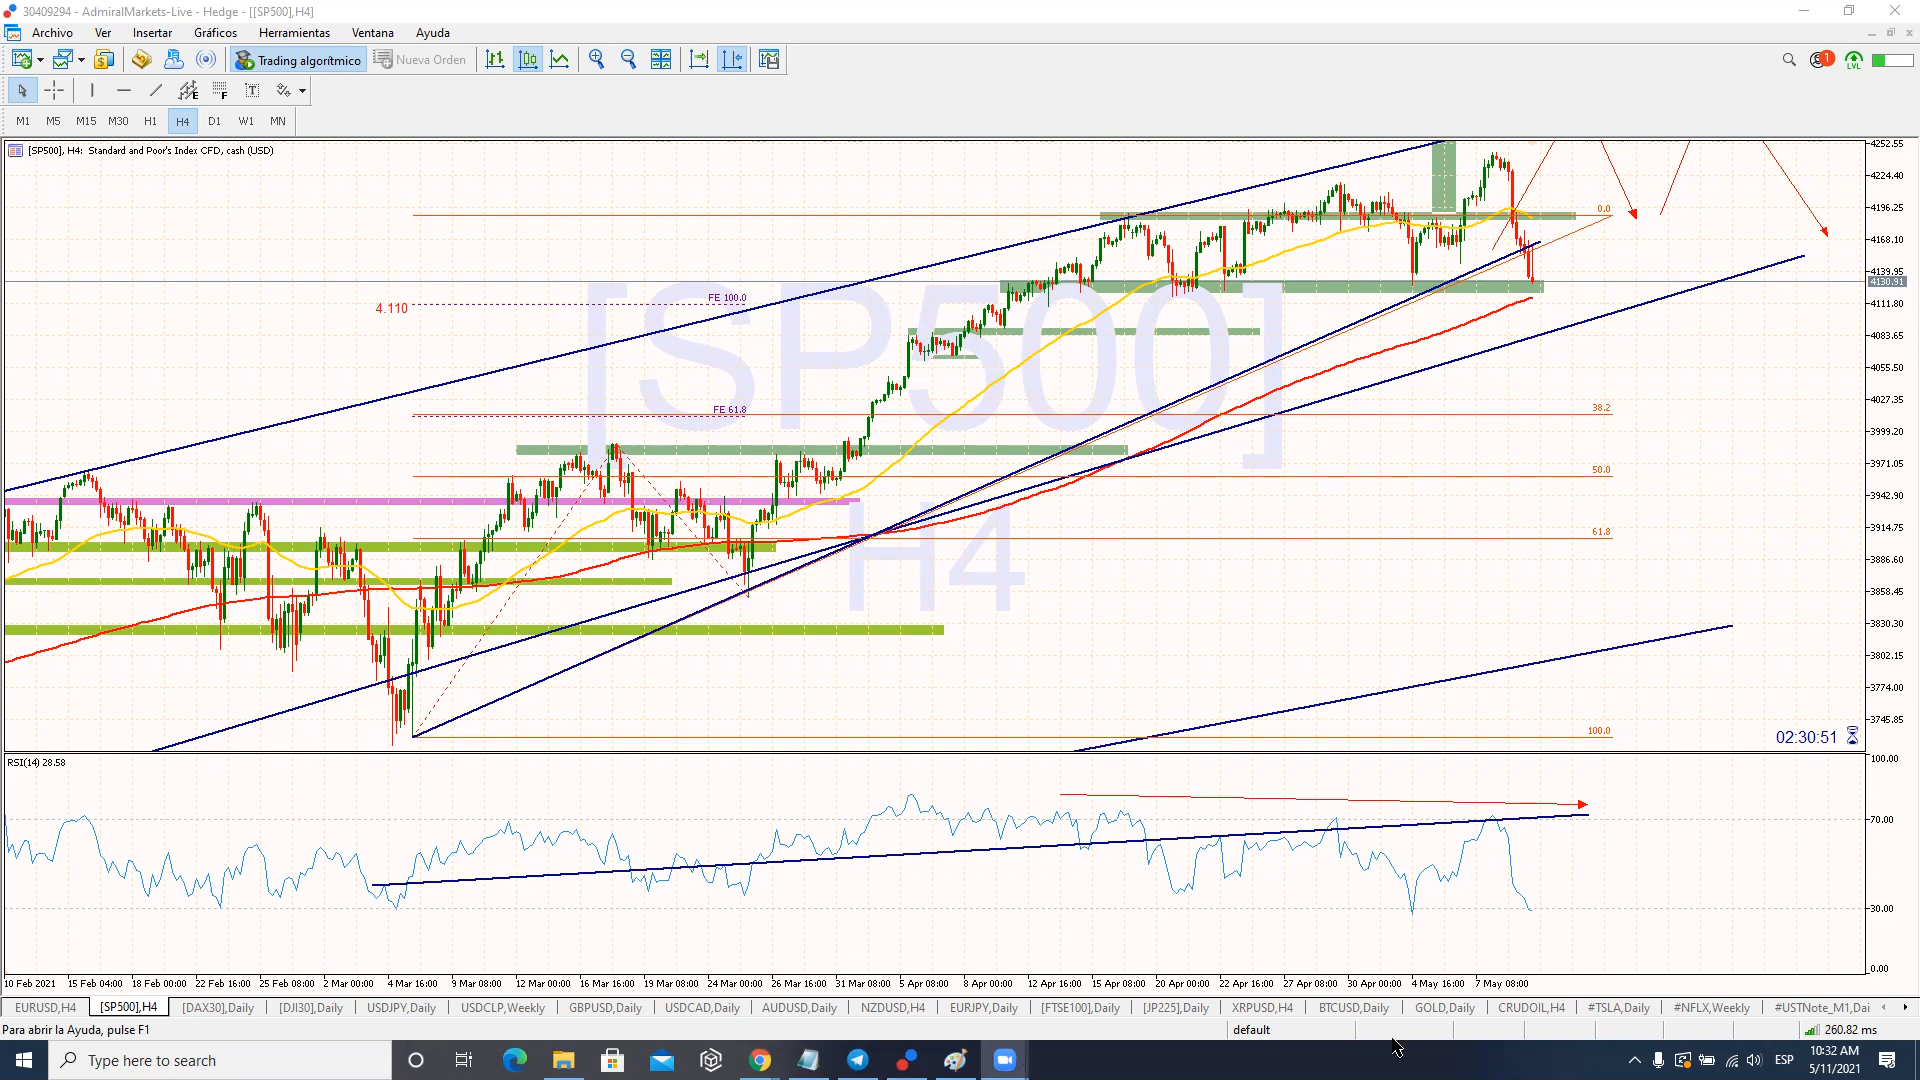 30409294 - AdmiralMarkets-Live - Hedge - [[SP500],H4]
Archivo Ver Insertar Gráficos Herramientas Ventana Ayuda
Trading algorítmico Nueva Orden
1
LVL
E F T
M1 M5 M15 M30 H1 H4 D1 W1 MN
[SP500], H4: Standard and Poor's Index CFD, cash (USD)
[SP500]
H4
4252.55
4224.40
4196.25
4168.10
4139.95
4130.91
4111.80
4083.65
4055.50
4027.35
3999.20
3971.05
3942.90
3914.75
3886.60
3858.45
3830.30
3802.15
3774.00
3745.85
0.0
FE 100.0
4.110
FE 61.8
38.2
50.0
61.8
100.0
02:30:51
RSI(14) 28.58
100.00
70.00
30.00
0.00
10 Feb 2021 15 Feb 04:00 18 Feb 00:00 22 Feb 16:00 25 Feb 08:00 2 Mar 00:00 4 Mar 16:00 9 Mar 08:00 12 Mar 00:00 16 Mar 16:00 19 Mar 08:00 24 Mar 00:00 26 Mar 16:00 31 Mar 08:00 5 Apr 08:00 8 Apr 00:00 12 Apr 16:00 15 Apr 08:00 20 Apr 00:00 22 Apr 16:00 27 Apr 08:00 30 Apr 00:00 4 May 16:00 7 May 08:00
EURUSD,H4 [SP500],H4 [DAX30],Daily [DJI30],Daily USDJPY,Daily USDCLP,Weekly GBPUSD,Daily USDCAD,Daily AUDUSD,Daily NZDUSD,H4 EURJPY,Daily [FTSE100],Daily [JP225],Daily XRPUSD,H4 BTCUSD,Daily GOLD,Daily CRUDOIL,H4 #TSLA,Daily #NFLX,Weekly #USTNote_M1,Dai
Para abrir la Ayuda, pulse F1
default
260.82 ms
Type here to search
ESP
10:32 AM
5/11/2021